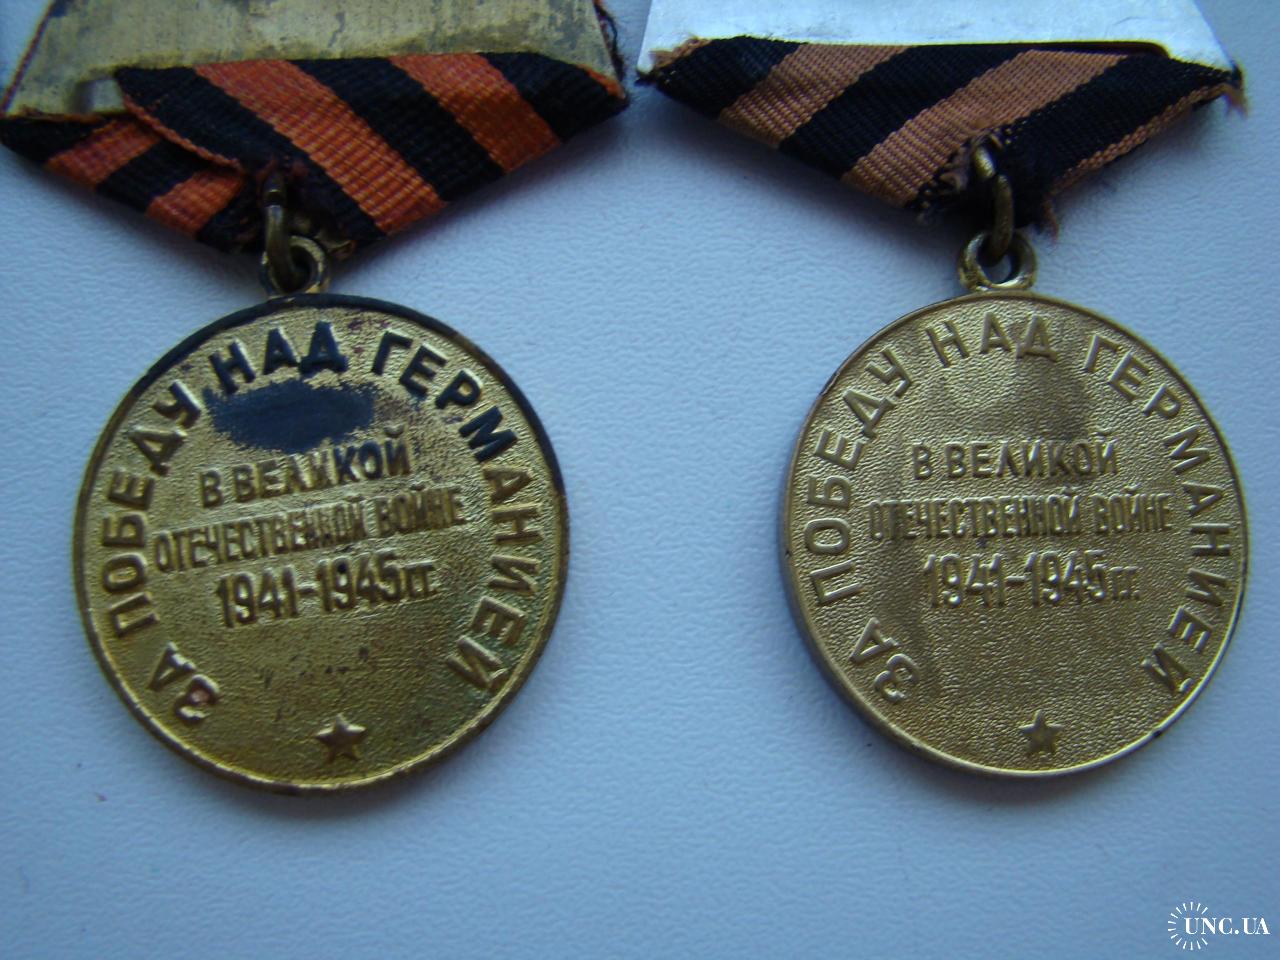 ЗА ПОБЕДУ НАД ГЕРМАНИЕЙ
В ВЕЛИКОЙ
ОТЕЧЕСТВЕННОЙ ВОЙНЕ
1941-1945 ГГ.
ЗА ПОБЕДУ НАД ГЕРМАНИЕЙ
В ВЕЛИКОЙ
ОТЕЧЕСТВЕННОЙ ВОЙНЕ
1941-1945 ГГ.
UNC.UA